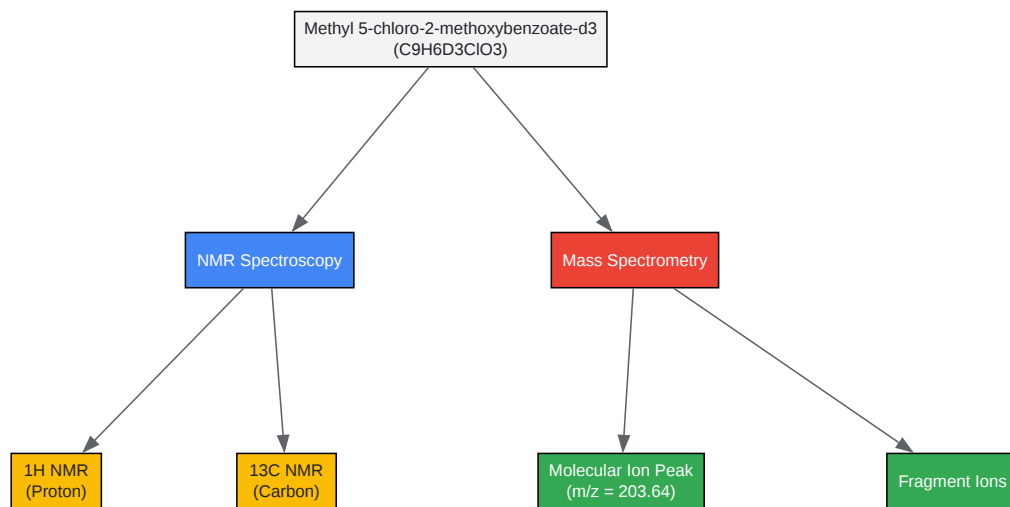 Methyl 5-chloro-2-methoxybenzoate-d3
(C9H6D3ClO3)
NMR Spectroscopy
Mass Spectrometry
1H NMR
(Proton)
13C NMR
(Carbon)
Molecular Ion Peak
(m/z = 203.64)
Fragment Ions